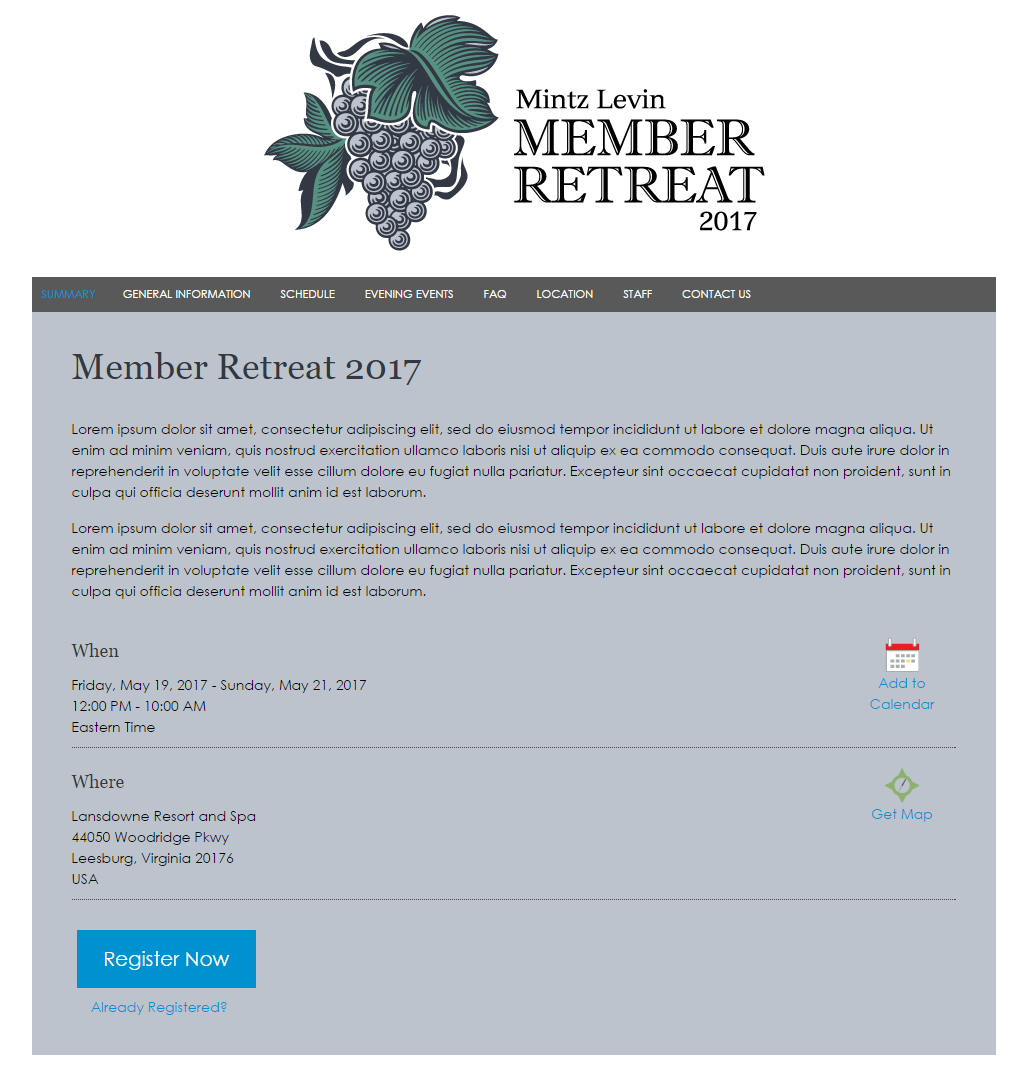 Mintz Levin
MEMBER
RETREAT
2017
SUMMARY GENERAL INFORMATION SCHEDULE EVENING EVENTS FAQ LOCATION STAFF CONTACT US
Member Retreat 2017
Lorem ipsum dolor sit amet, consectetur adipiscing elit, sed do eiusmod tempor incididunt ut labore et dolore magna aliqua. Ut
enim ad minim veniam, quis nostrud exercitation ullamco laboris nisi ut aliquip ex ea commodo consequat. Duis aute irure dolor in
reprehenderit in voluptate velit esse cillum dolore eu fugiat nulla pariatur. Excepteur sint occaecat cupidatat non proident, sunt in
culpa qui officia deserunt mollit anim id est laborum.
Lorem ipsum dolor sit amet, consectetur adipiscing elit, sed do eiusmod tempor incididunt ut labore et dolore magna aliqua. Ut
enim ad minim veniam, quis nostrud exercitation ullamco laboris nisi ut aliquip ex ea commodo consequat. Duis aute irure dolor in
reprehenderit in voluptate velit esse cillum dolore eu fugiat nulla pariatur. Excepteur sint occaecat cupidatat non proident, sunt in
culpa qui officia deserunt mollit anim id est laborum.
When
Friday, May 19, 2017 - Sunday, May 21, 2017
12:00 PM - 10:00 AM
Eastern Time
Add to
Calendar
Where
Lansdowne Resort and Spa
44050 Woodridge Pkwy
Leesburg, Virginia 20176
USA
Get Map
Register Now
Already Registered?